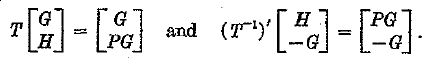 T[G H] = [G PG] and (T⁻¹)′[H −G] = [PG −G].